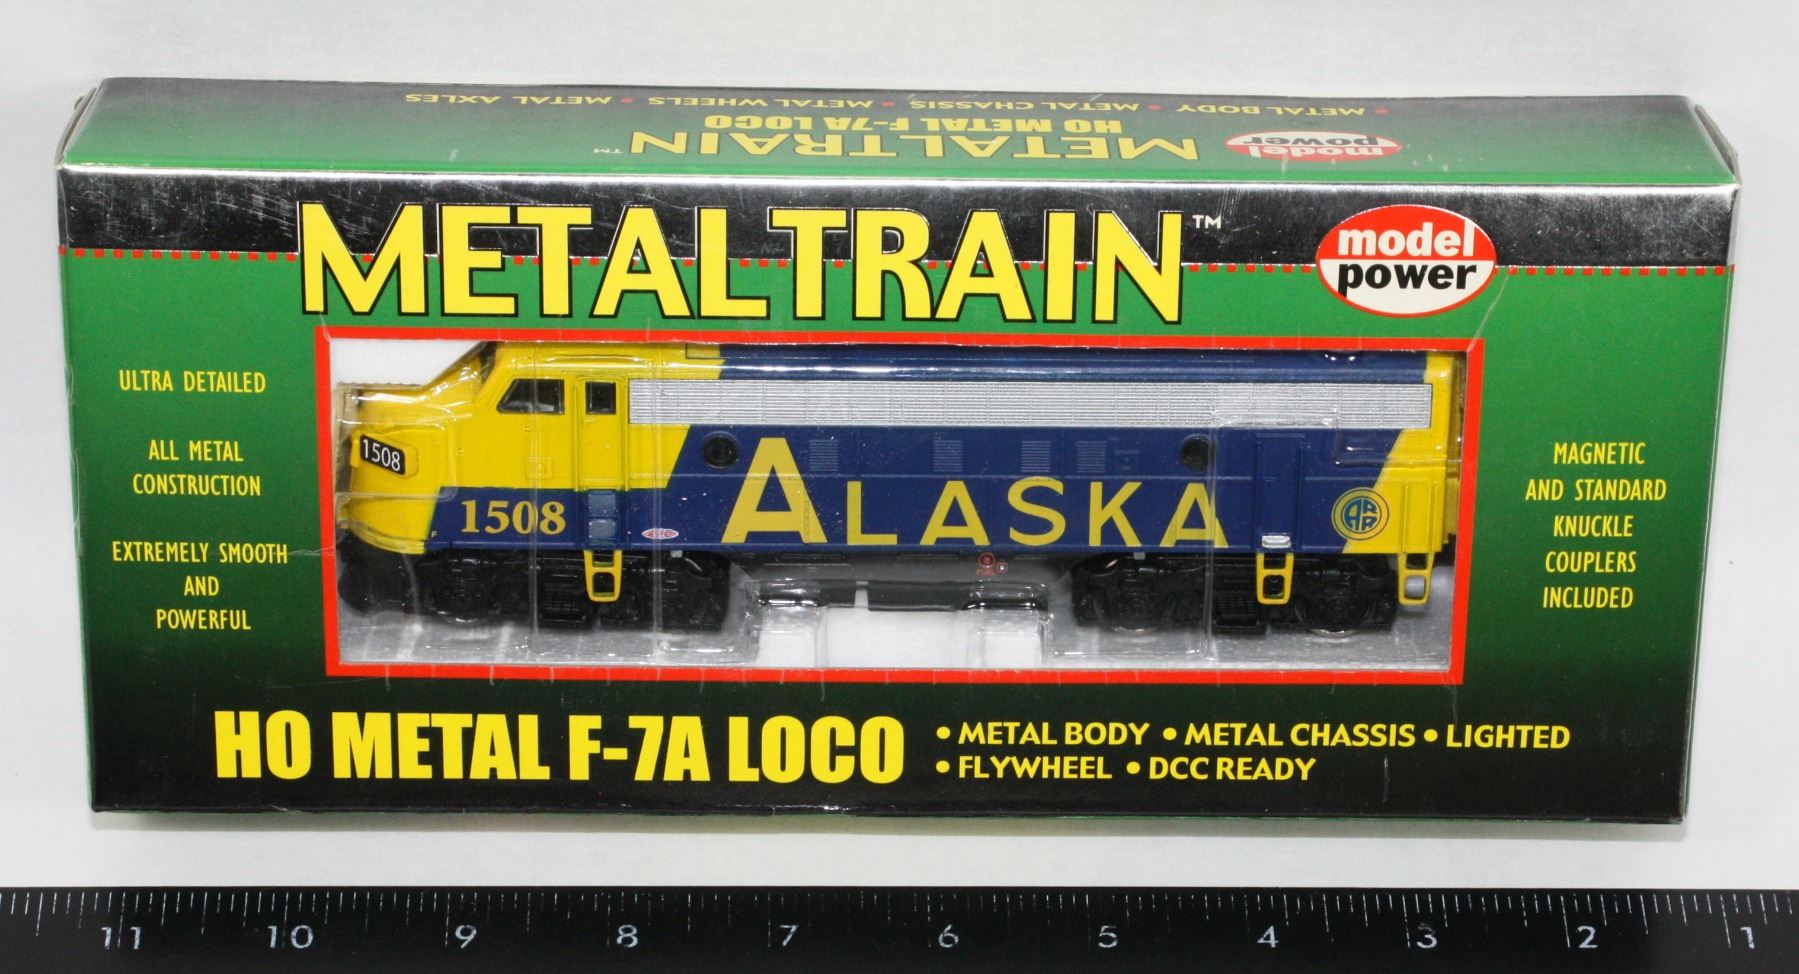 • METAL BODY • METAL CHASSIS • METAL WHEELS • METAL AXLES
HO METAL F-7A LOCO
METALTRAIN™
model
power
METALTRAIN™
model
power
ULTRA DETAILED
ALL METAL
CONSTRUCTION
EXTREMELY SMOOTH
AND
POWERFUL
1508
1508
F
ALASKA
ARR
MAGNETIC
AND STANDARD
KNUCKLE
COUPLERS
INCLUDED
HO METAL F-7A LOCO
• METAL BODY • METAL CHASSIS • LIGHTED
• FLYWHEEL • DCC READY
11 10 9 8 7 6 5 4 3 2 1